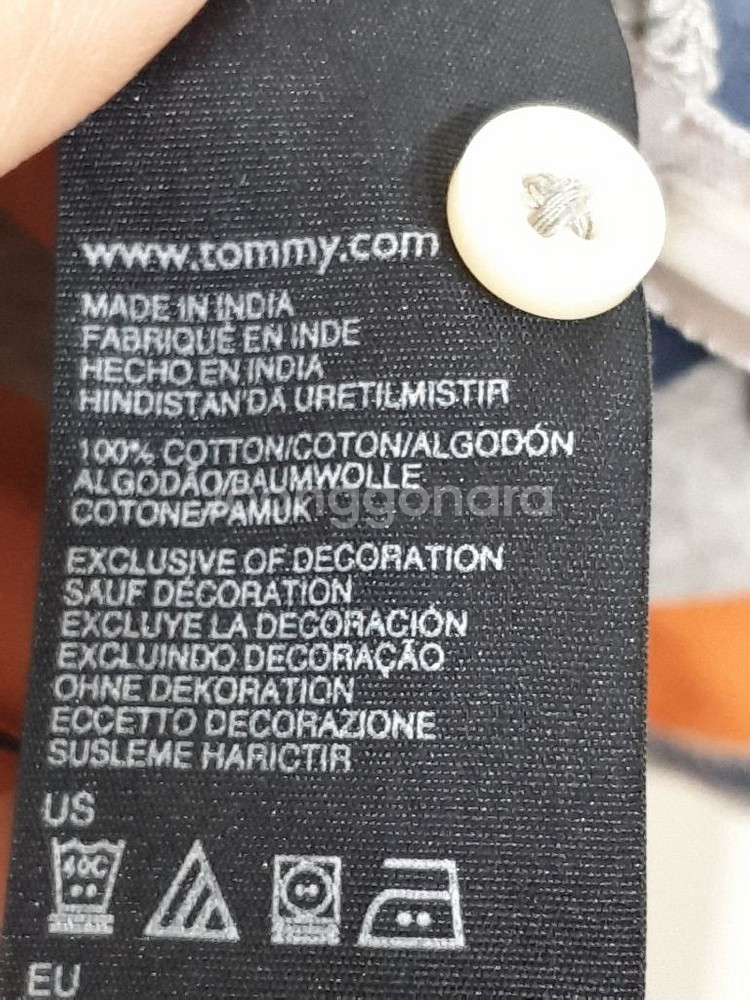 www.tommy.com
MADE IN INDIA
FABRIQUÉ EN INDE
HECHO EN INDIA
HINDISTAN'DA URETILMISTIR
100% COTTON/COTON/ALGODÓN
ALGODÃO/BAUMWOLLE
COTONE/PAMUK
EXCLUSIVE OF DECORATION
SAUF DÉCORATION
EXCLUYE LA DECORACIÓN
EXCLUINDO DECORAÇÃO
OHNE DEKORATION
ECCETTO DECORAZIONE
SUSLEME HARICTIR
US
40C
EU